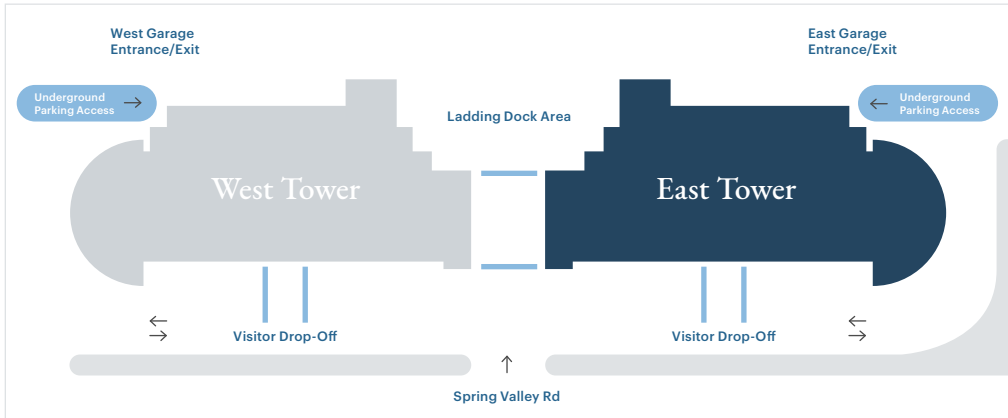 West Garage
Entrance/Exit
East Garage
Entrance/Exit
Underground
Parking Access
Ladding Dock Area
Underground
Parking Access
West Tower
East Tower
Visitor Drop-Off
Visitor Drop-Off
Spring Valley Rd